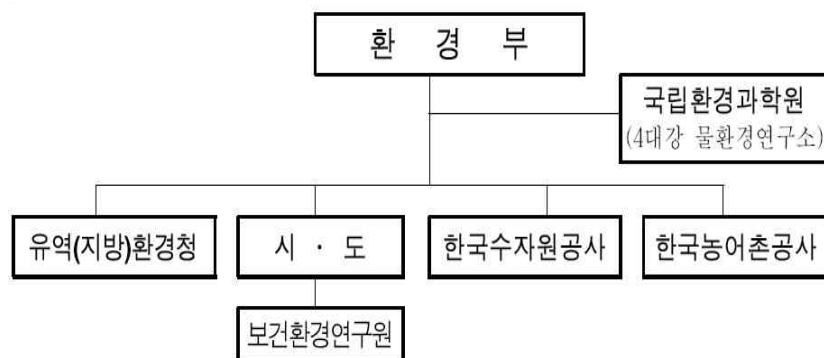 환 경 부
국립환경과학원
(4대강 물환경연구소)
유역(지방)환경청
시 · 도
한국수자원공사
한국농어촌공사
보건환경연구원